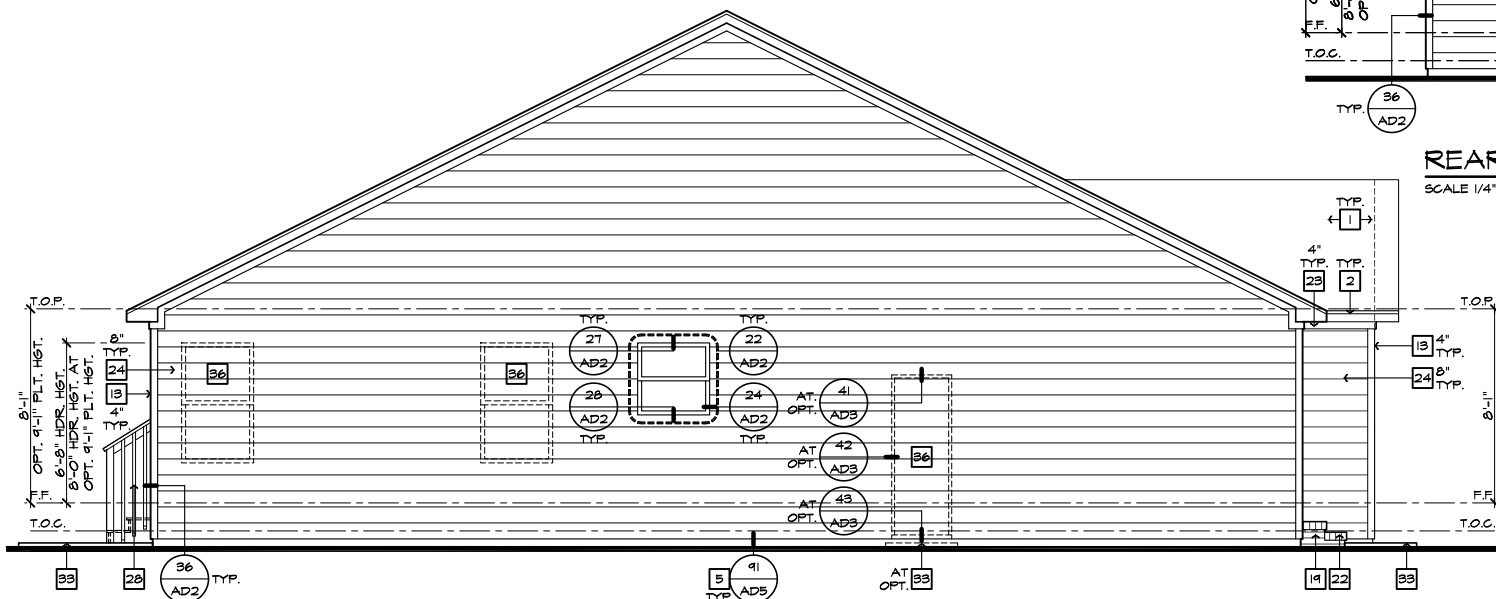 F.F.
T.O.C.
TYP.
36
AD2
REAR
SCALE 1/4"
TYP.
1
4"
TYP.
23
TYP.
2
T.O.P.
T.O.P.
8'-1"
OPT. 9'-1" PLT. HGT.
6'-8" HDR. HGT.
8'-0" HDR. HGT. AT
OPT. 9'-1" PLT. HGT.
8"
TYP.
24
13
4"
TYP.
36
36
TYP.
27
AD2
28
AD2
TYP.
TYP.
22
AD2
24
AD2
TYP.
AT
OPT.
41
AD3
AT
OPT.
42
AD3
36
AT
OPT.
43
AD3
13
4"
TYP.
24
8"
TYP.
8'-1"
F.F.
T.O.C.
F.F.
T.O.C.
33
28
36
AD2
TYP.
5
TYP
91
AD5
AT
OPT.
33
19
22
33